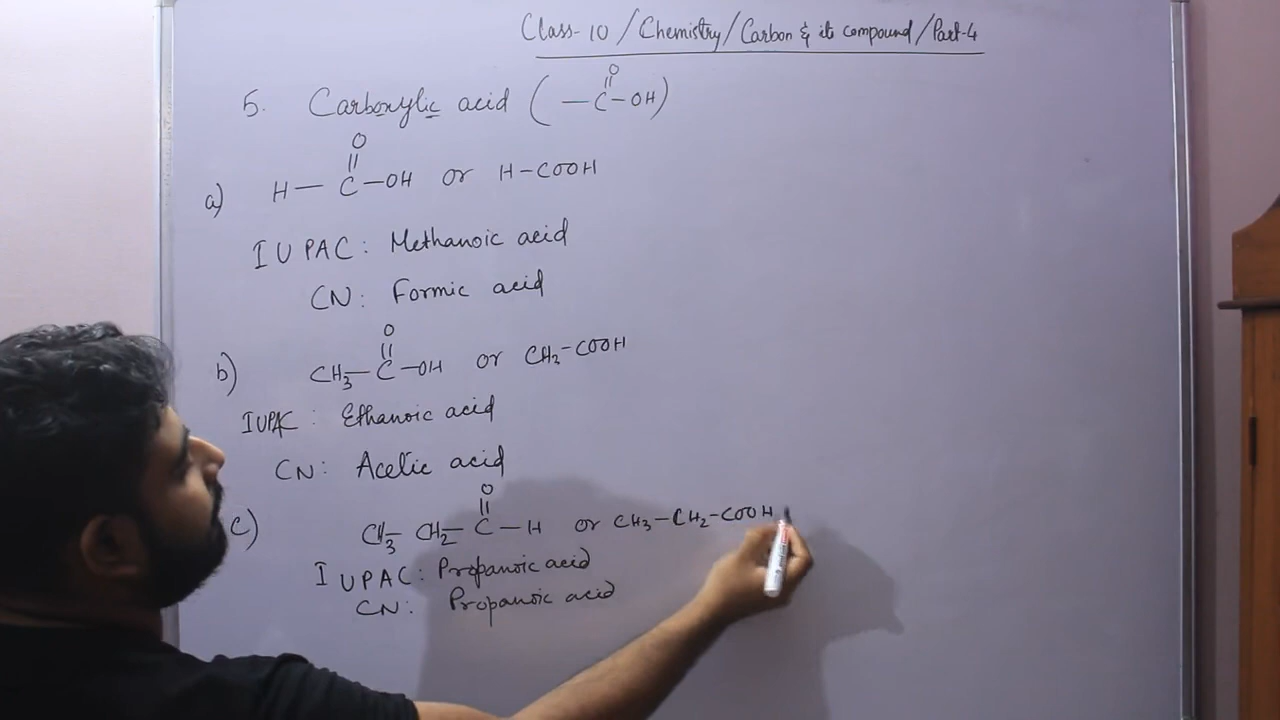 Class-10 / Chemistry / Carbon & its compound / Part-4
5. Carboxylic acid ( —C–OH)
O
||
a) H — C —OH or H–COOH
O
||
IUPAC: Methanoic acid
CN: Formic acid
b) CH3— C —OH or CH3–COOH
O
||
IUPAC: Ethanoic acid
CN: Acetic acid
c) CH3– CH2— C — H or CH3–CH2–COOH
O
||
IUPAC: Propanoic acid
CN: Propanoic acid